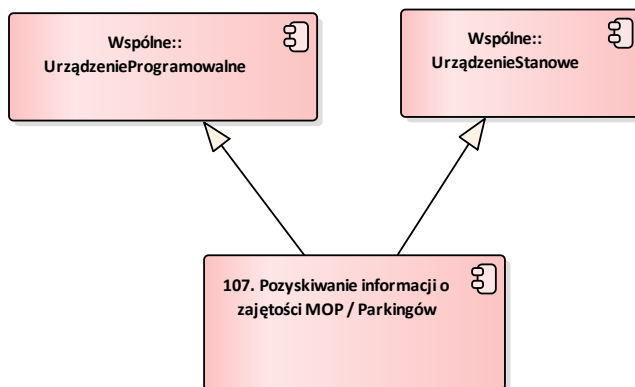 Wspólne::
UrządzenieProgramowalne
Wspólne::
UrządzenieStanowe
107. Pozyskiwanie informacji o
zajętości MOP / Parkingów